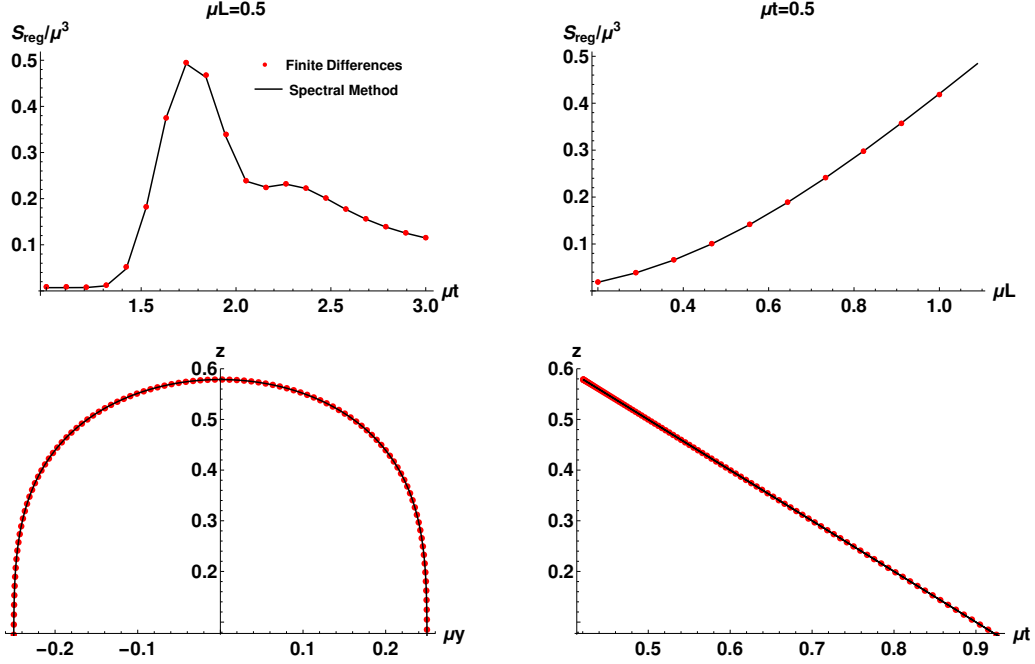 μL=0.5
S_reg/μ³
0.5
0.4
0.3
0.2
0.1
1.5 2.0 2.5 3.0 μt
Finite Differences
Spectral Method
μt=0.5
S_reg/μ³
0.5
0.4
0.3
0.2
0.1
0.4 0.6 0.8 1.0 μL
z
0.6
0.5
0.4
0.3
0.2
−0.2 −0.1 0.1 0.2 μy
z
0.6
0.5
0.4
0.3
0.2
0.5 0.6 0.7 0.8 0.9 μt